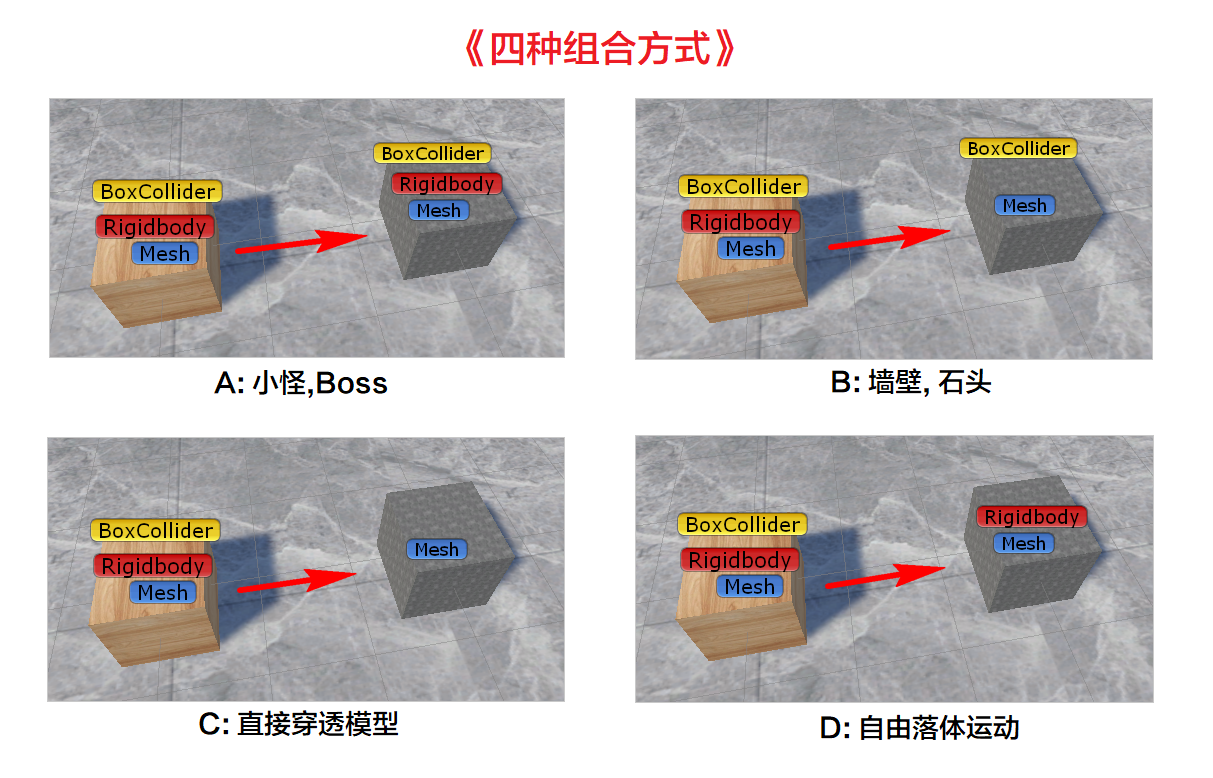 《四种组合方式》
BoxCollider
Rigidbody
Mesh
BoxCollider
Rigidbody
Mesh
A: 小怪,Boss
BoxCollider
Rigidbody
Mesh
BoxCollider
Mesh
B: 墙壁, 石头
BoxCollider
Rigidbody
Mesh
Mesh
C: 直接穿透模型
BoxCollider
Rigidbody
Mesh
Rigidbody
Mesh
D: 自由落体运动